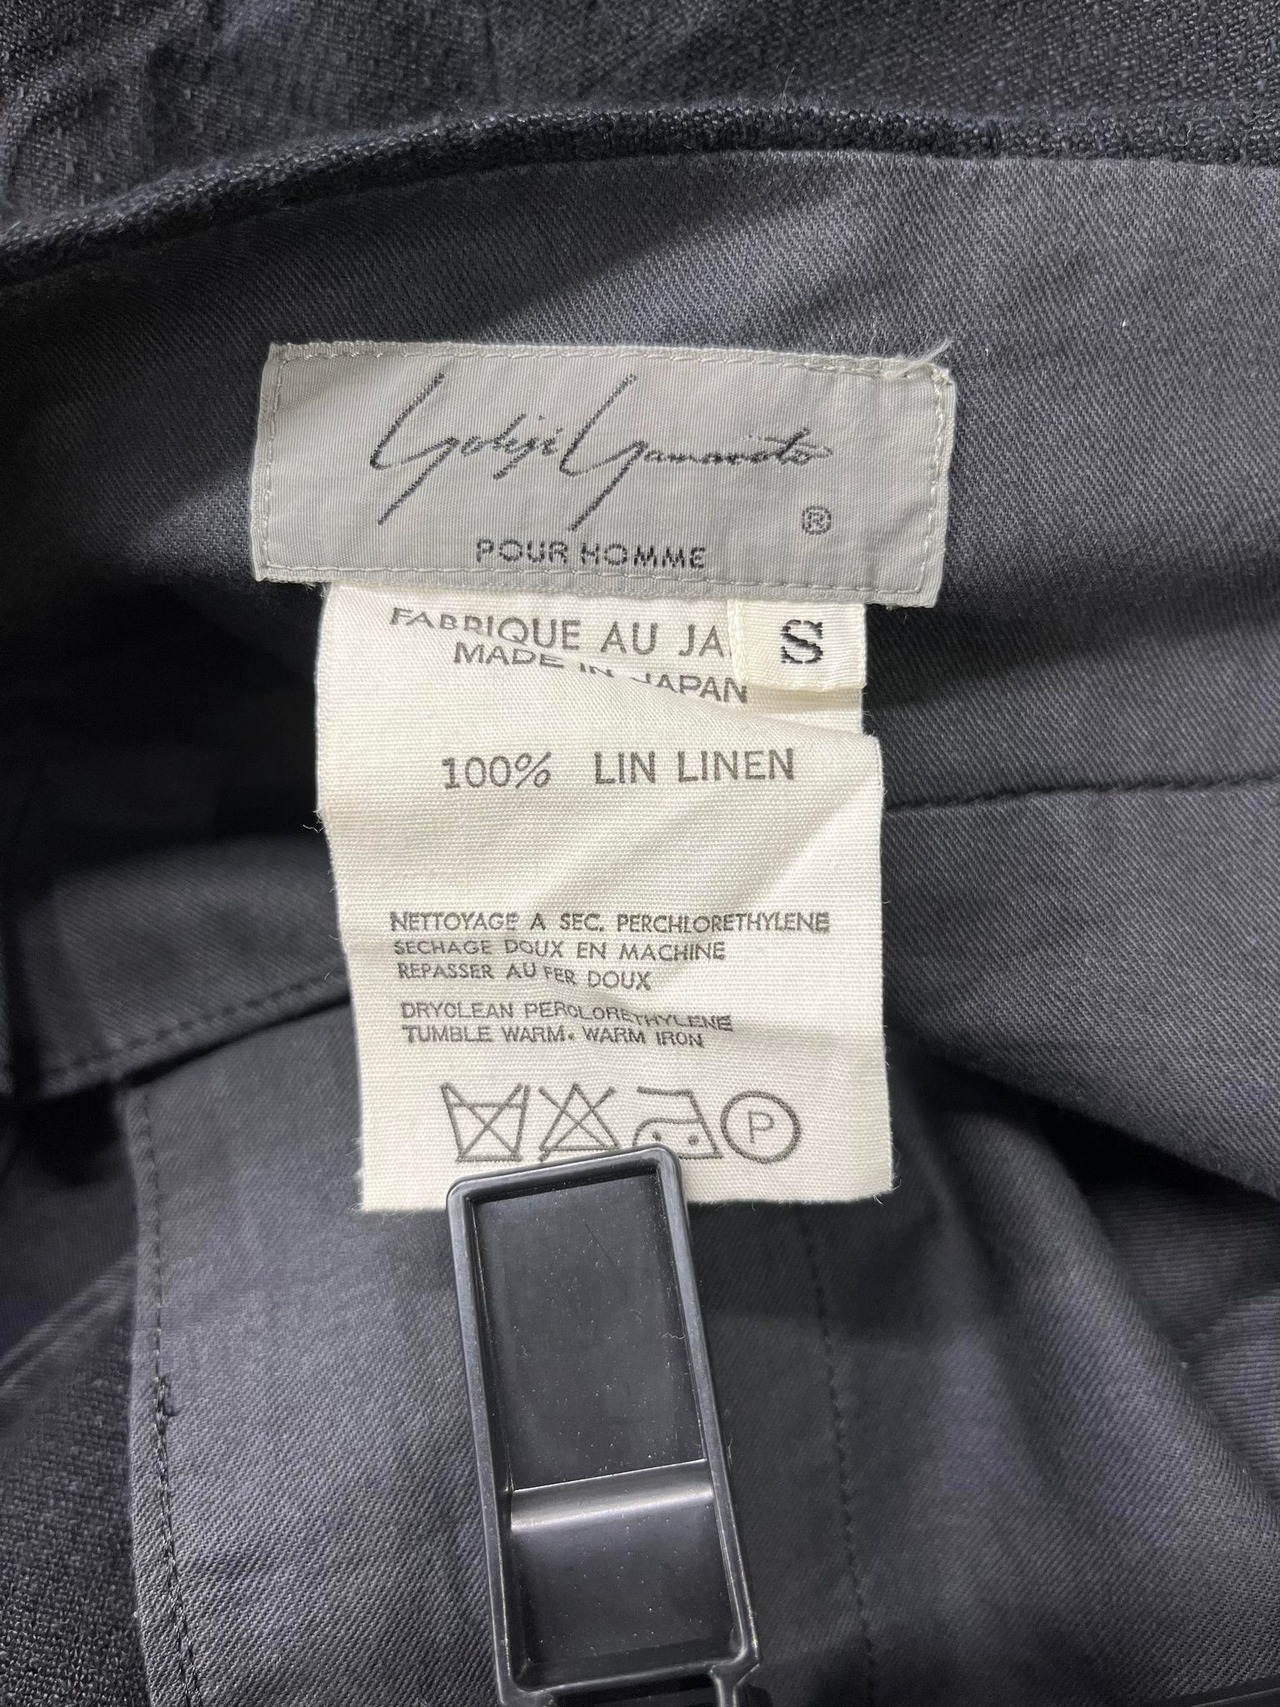 Yohji Yamamoto
®
POUR HOMME
FABRIQUE AU JA
S
MADE IN JAPAN
100% LIN LINEN
NETTOYAGE A SEC. PERCHLORETHYLENE
SECHAGE DOUX EN MACHINE
REPASSER AU FER DOUX
DRYCLEAN PERCLORETHYLENE
TUMBLE WARM. WARM IRON
P